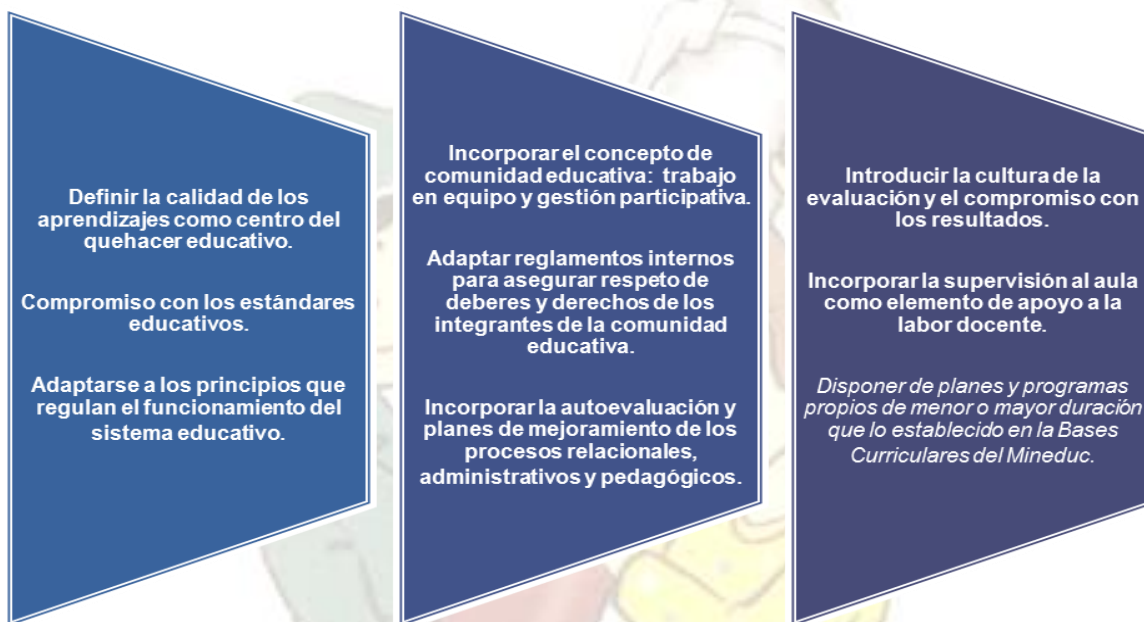 Definir la calidad de los
aprendizajes como centro del
quehacer educativo.
Compromiso con los estándares
educativos.
Adaptarse a los principios que
regulan el funcionamiento del
sistema educativo.
Incorporar el concepto de
comunidad educativa: trabajo
en equipo y gestión participativa.
Adaptar reglamentos internos
para asegurar respeto de
deberes y derechos de los
integrantes de la comunidad
educativa.
Incorporar la autoevaluación y
planes de mejoramiento de los
procesos relacionales,
administrativos y pedagógicos.
Introducir la cultura de la
evaluación y el compromiso con
los resultados.
Incorporar la supervisión al aula
como elemento de apoyo a la
labor docente.
Disponer de planes y programas
propios de menor o mayor duración
que lo establecido en la Bases
Curriculares del Mineduc.